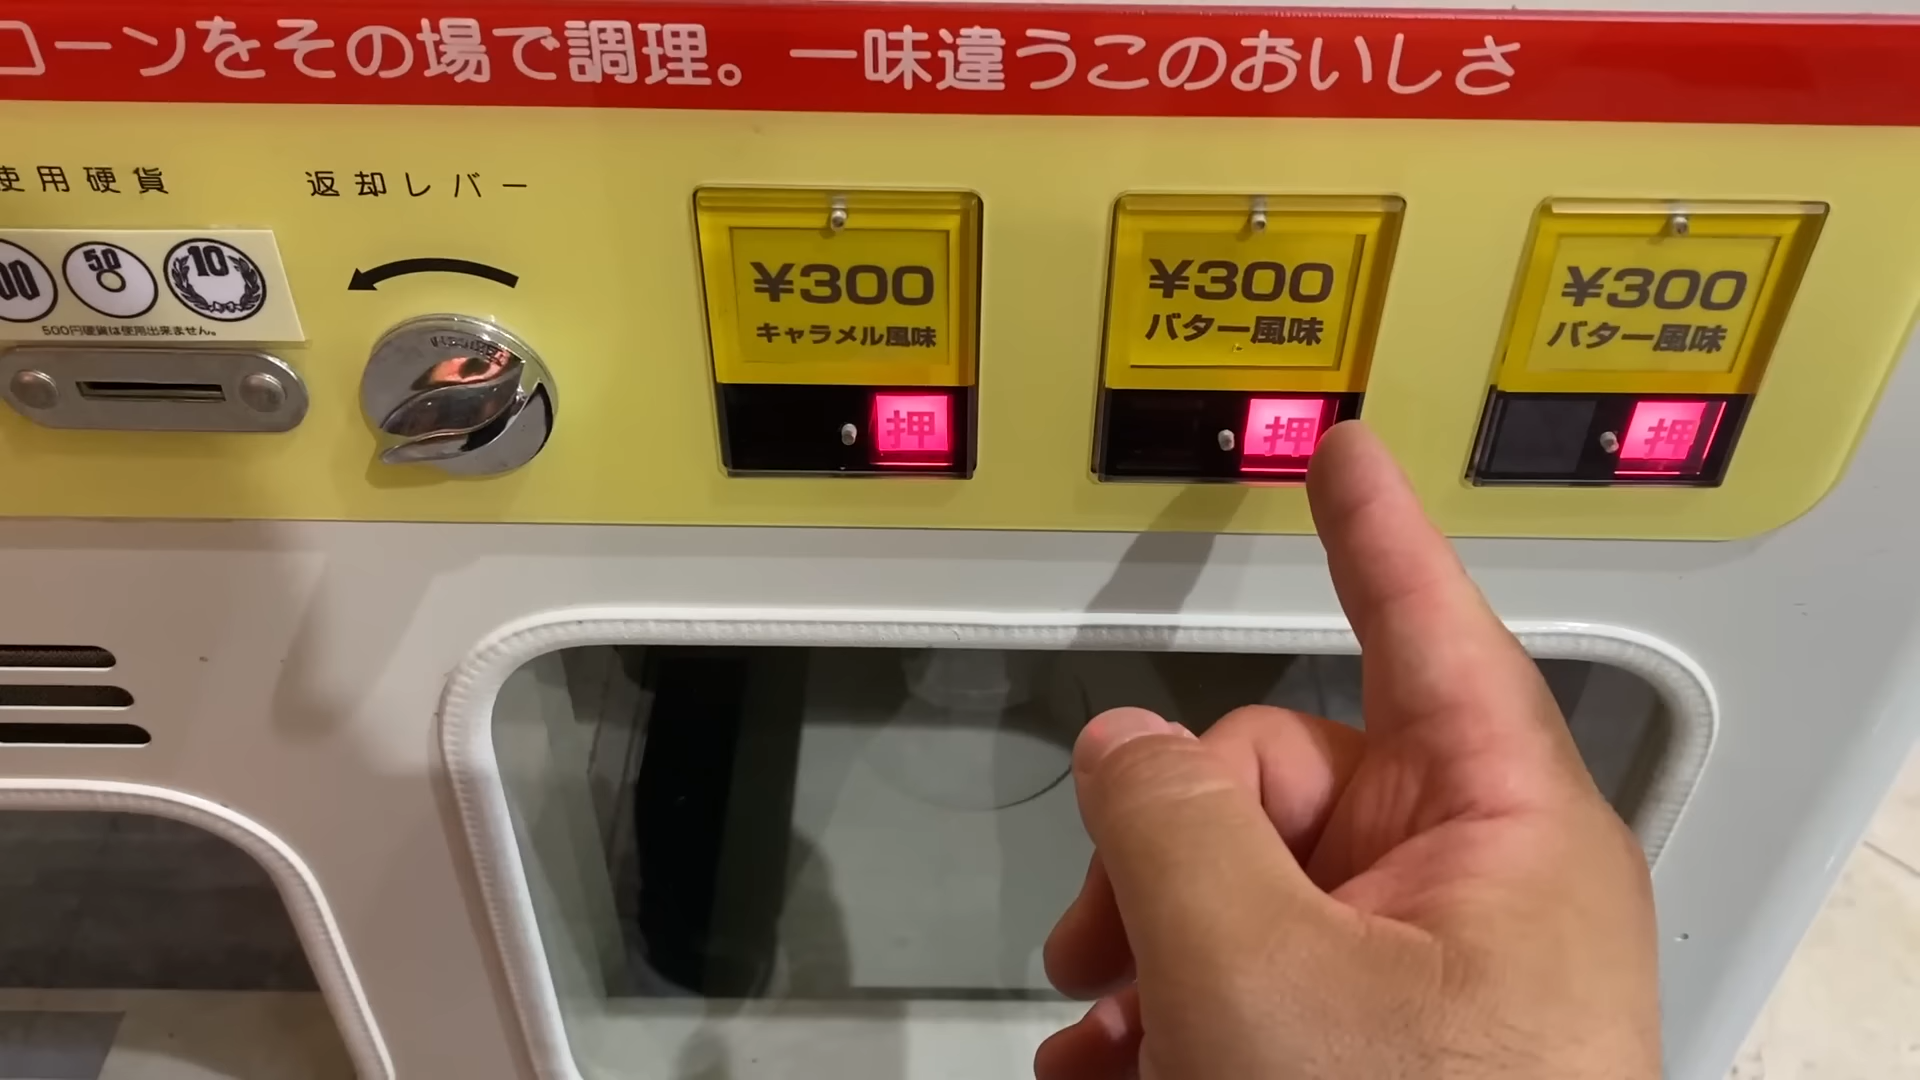 コーンをその場で調理。一味違うこのおいしさ
使用硬貨
返却レバー
50
10
500円硬貨は使用出来ません。
¥300
キャラメル風味
押
¥300
バター風味
押
¥300
バター風味
押